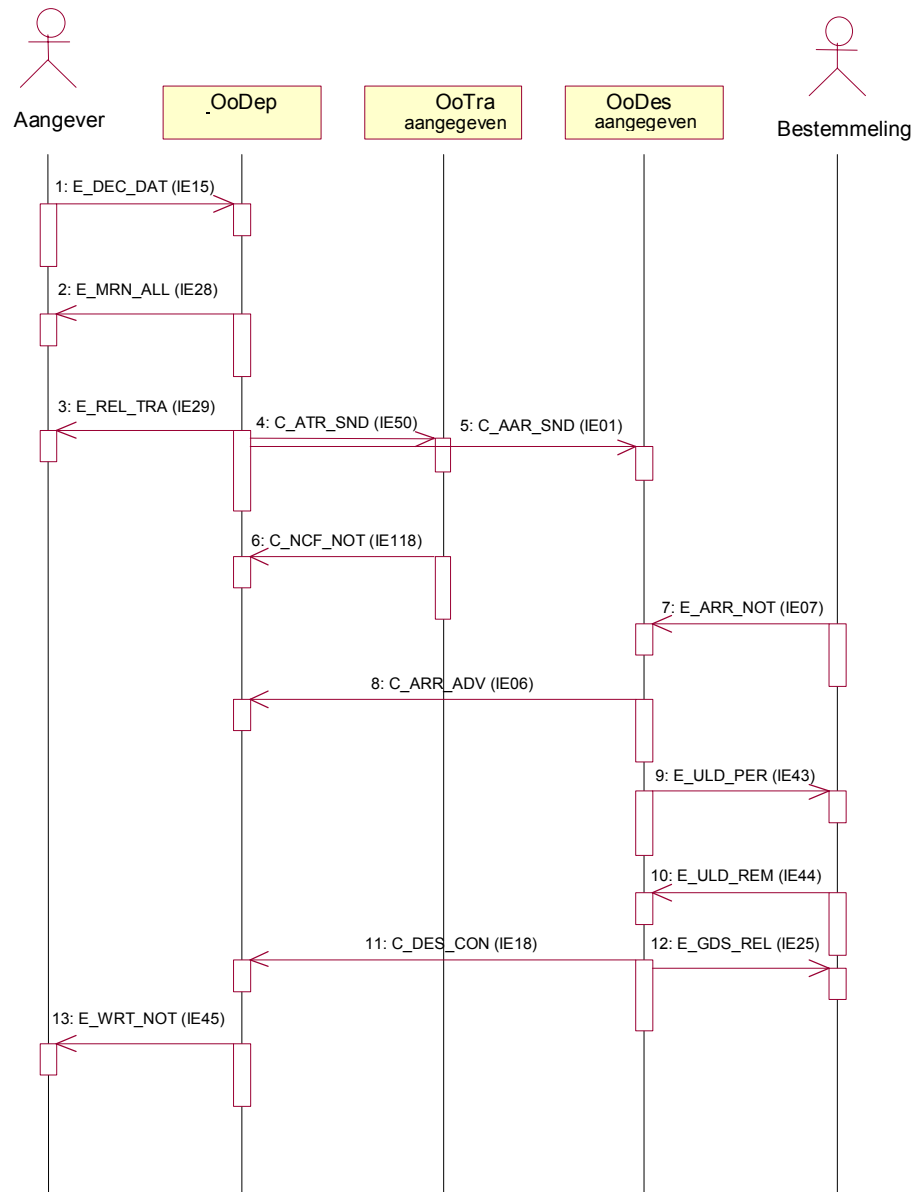 Aangever
_OoDep
OoTra
aangegeven
OoDes
aangegeven
Bestemmeling
1: E_DEC_DAT (IE15)
2: E_MRN_ALL (IE28)
3: E_REL_TRA (IE29)
4: C_ATR_SND (IE50)
5: C_AAR_SND (IE01)
6: C_NCF_NOT (IE118)
7: E_ARR_NOT (IE07)
8: C_ARR_ADV (IE06)
9: E_ULD_PER (IE43)
10: E_ULD_REM (IE44)
11: C_DES_CON (IE18)
12: E_GDS_REL (IE25)
13: E_WRT_NOT (IE45)